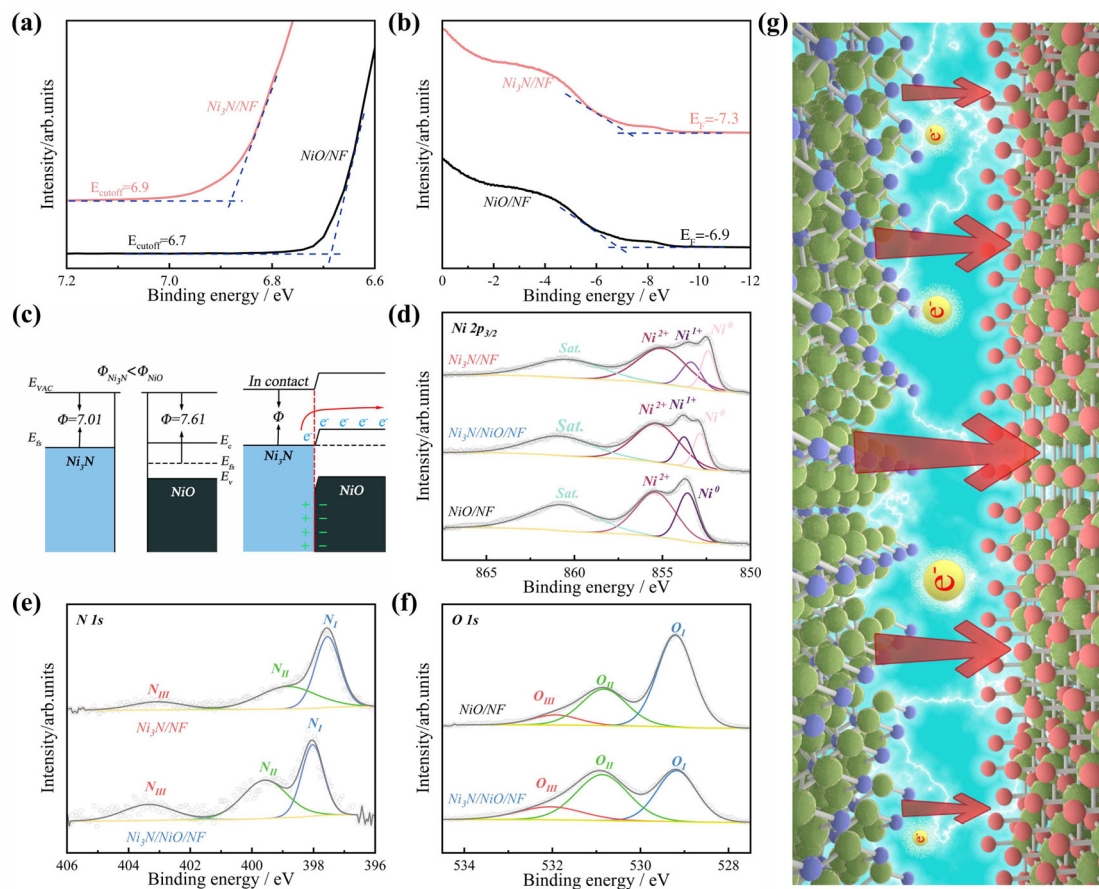 (a)
Intensity/arb.units
Ni₃N/NF
NiO/NF
E_cutoff=6.9
E_cutoff=6.7
7.2 7.0 6.8 6.6
Binding energy / eV
(b)
Intensity/arb.units
Ni₃N/NF
E_F=-7.3
NiO/NF
E_F=-6.9
0 -2 -4 -6 -8 -10 -12
Binding energy / eV
(c)
Φ_Ni₃N<Φ_NiO
In contact
E_VAC
Φ=7.01
Φ=7.61
Φ
E_c
e⁻ e⁻ e⁻ e⁻ e⁻
E_fs
Ni₃N
E_fs
E_v
Ni₃N
NiO
NiO
+ −
+ −
+ −
+ −
(d)
Intensity/arb.units
Ni 2p₃/₂
Ni₃N/NF
Sat.
Ni²⁺
Ni¹⁺
Ni⁰
Ni₃N/NiO/NF
Sat.
Ni²⁺
Ni¹⁺
Ni⁰
NiO/NF
Sat.
Ni²⁺
Ni⁰
865 860 855 850
Binding energy / eV
(e)
Intensity/arb.units
N 1s
N_I
N_II
N_III
Ni₃N/NF
N_I
N_II
N_III
Ni₃N/NiO/NF
406 404 402 400 398 396
Binding energy / eV
(f)
Intensity/arb.units
O 1s
O_I
O_II
O_III
NiO/NF
O_I
O_II
O_III
Ni₃N/NiO/NF
534 532 530 528
Binding energy / eV
(g)
e⁻
e⁻
e⁻
e⁻